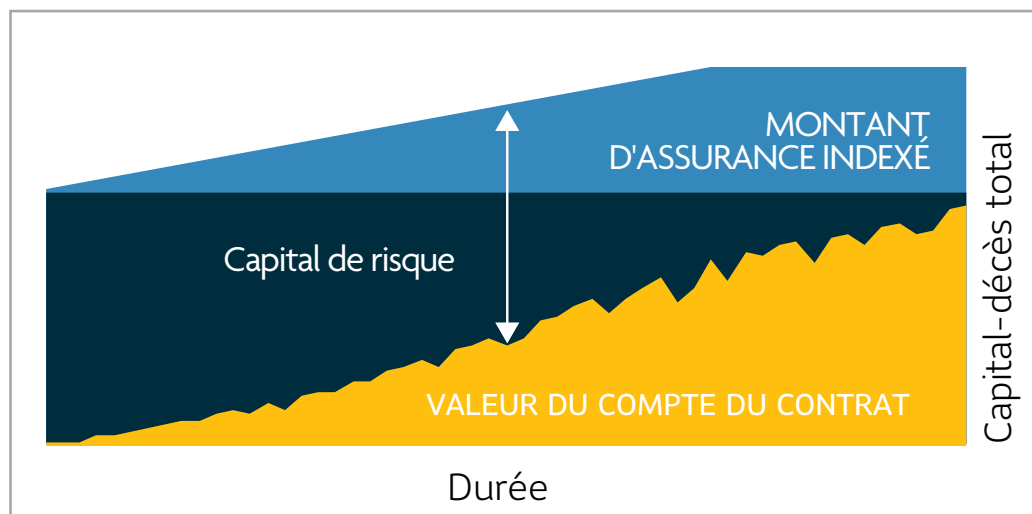 MONTANT
D'ASSURANCE INDEXÉ
Capital de risque
VALEUR DU COMPTE DU CONTRAT
Durée
Capital-décès total